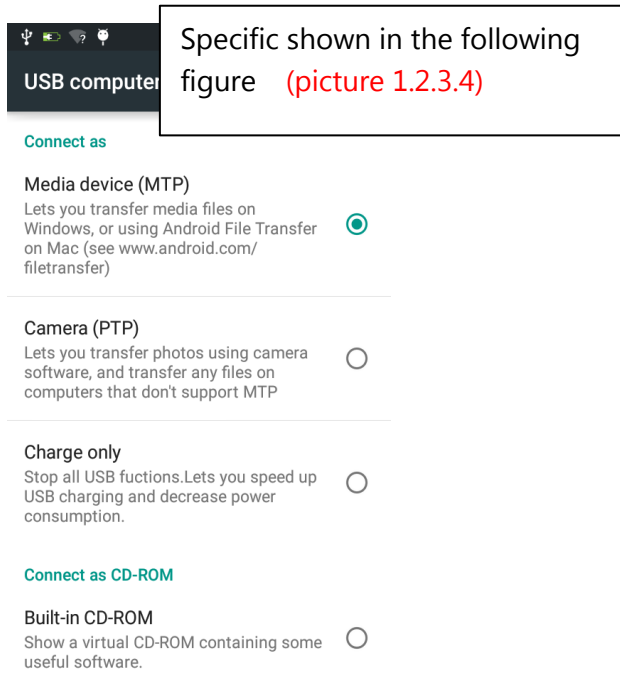 Specific shown in the following
figure (picture 1.2.3.4)
USB computer
Connect as
Media device (MTP)
Lets you transfer media files on
Windows, or using Android File Transfer
on Mac (see www.android.com/
filetransfer)
Camera (PTP)
Lets you transfer photos using camera
software, and transfer any files on
computers that don't support MTP
Charge only
Stop all USB fuctions.Lets you speed up
USB charging and decrease power
consumption.
Connect as CD-ROM
Built-in CD-ROM
Show a virtual CD-ROM containing some
useful software.